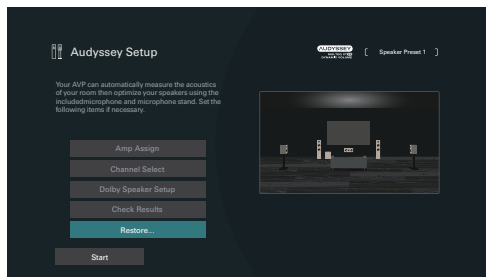 Audyssey Setup
AUDYSSEY
DYNAMIC VOLUME
[ Speaker Preset 1 ]
Your AVP can automatically measure the acoustics
of your room then optimize your speakers using the
includedmicrophone and microphone stand. Set the
following items if necessary.
Amp Assign
Channel Select
Dolby Speaker Setup
Check Results
Restore...
Start